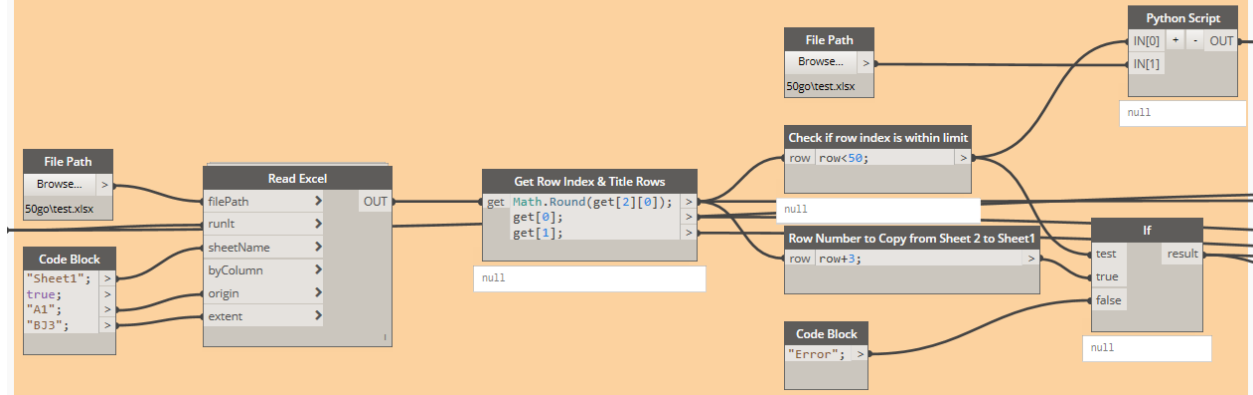 File Path
Browse... >
50go\test.xlsx
Code Block
"Sheet1"; >
true; >
"A1"; >
"BJ3"; >
Read Excel
filePath > OUT
runIt >
sheetName >
byColumn >
origin >
extent >
Get Row Index & Title Rows
get Math.Round(get[2][0]); >
get[0]; >
get[1]; >
null
File Path
Browse... >
50go\test.xlsx
Check if row index is within limit
row row<50; >
null
Row Number to Copy from Sheet 2 to Sheet1
row row+3; >
Code Block
"Error"; >
Python Script
IN[0] + - OUT
IN[1]
null
If
test result
true
false
null